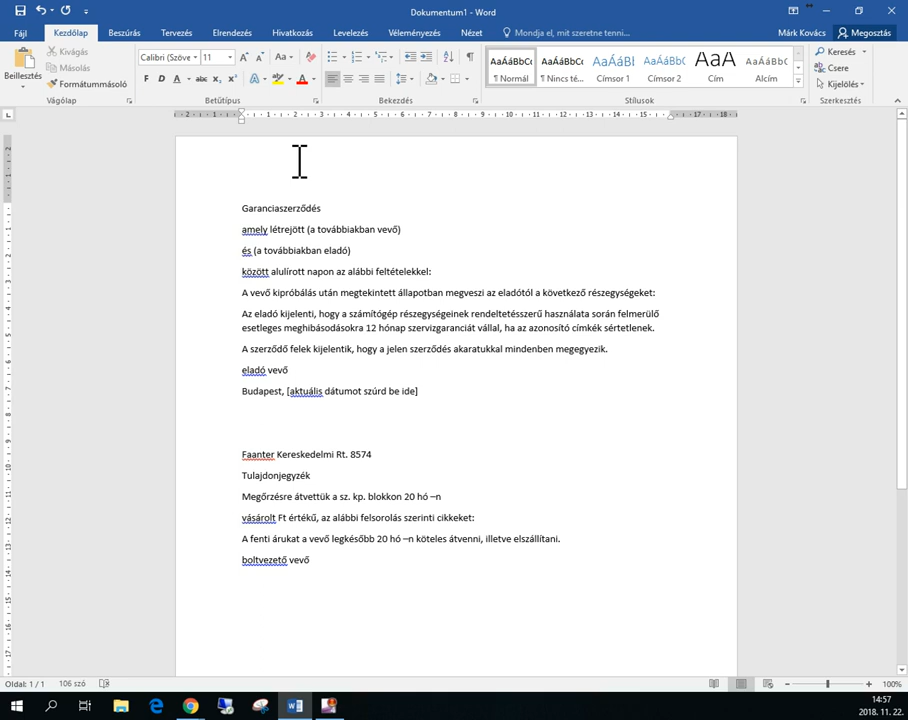 Dokumentum1 - Word
Fájl Kezdőlap Beszúrás Tervezés Elrendezés Hivatkozás Levelezés Véleményezés Nézet Mondja el, mit szeretne tenni... Márk Kovács Megosztás
Beillesztés
Kivágás
Másolás
Formátummásoló
Calibri (Szöve 11
F D A abc x₂ x²
AaÁáBbCc AaÁáBbCc AaÁáBbC AaÁáBbCc AaA AaÁáBbCc
¶ Normál ¶ Nincs té... Címsor 1 Címsor 2 Cím Alcím
Keresés
Csere
Kijelölés
Vágólap Betűtípus Bekezdés Stílusok Szerkesztés
Garanciaszerződés
amely létrejött (a továbbiakban vevő)
és (a továbbiakban eladó)
között alulírott napon az alábbi feltételekkel:
A vevő kipróbálás után megtekintett állapotban megveszi az eladótól a következő részegységeket:
Az eladó kijelenti, hogy a számítógép részegységeinek rendeltetésszerű használata során felmerülő
esetleges meghibásodásokra 12 hónap szervizgaranciát vállal, ha az azonosító címkék sértetlenek.
A szerződő felek kijelentik, hogy a jelen szerződés akaratukkal mindenben megegyezik.
eladó vevő
Budapest, [aktuális dátumot szúrd be ide]
Faanter Kereskedelmi Rt. 8574
Tulajdonjegyzék
Megőrzésre átvettük a sz. kp. blokkon 20 hó –n
vásárolt Ft értékű, az alábbi felsorolás szerinti cikkeket:
A fenti árukat a vevő legkésőbb 20 hó –n köteles átvenni, illetve elszállítani.
boltvezető vevő
Oldal: 1 / 1 106 szó 100%
14:57
2018. 11. 22.